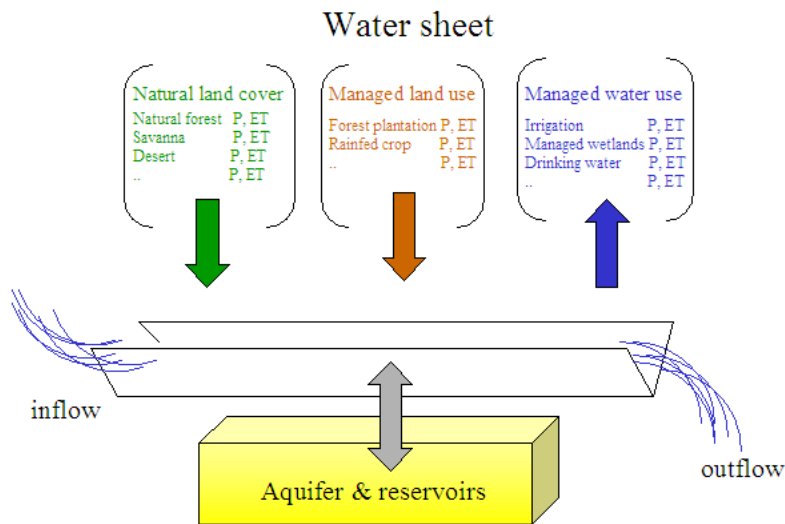 Water sheet
Natural land cover
Natural forest P, ET
Savanna P, ET
Desert P, ET
.. P, ET
Managed land use
Forest plantation P, ET
Rainfed crop P, ET
.. P, ET
Managed water use
Irrigation P, ET
Managed wetlands P, ET
Drinking water P, ET
.. P, ET
inflow
outflow
Aquifer & reservoirs